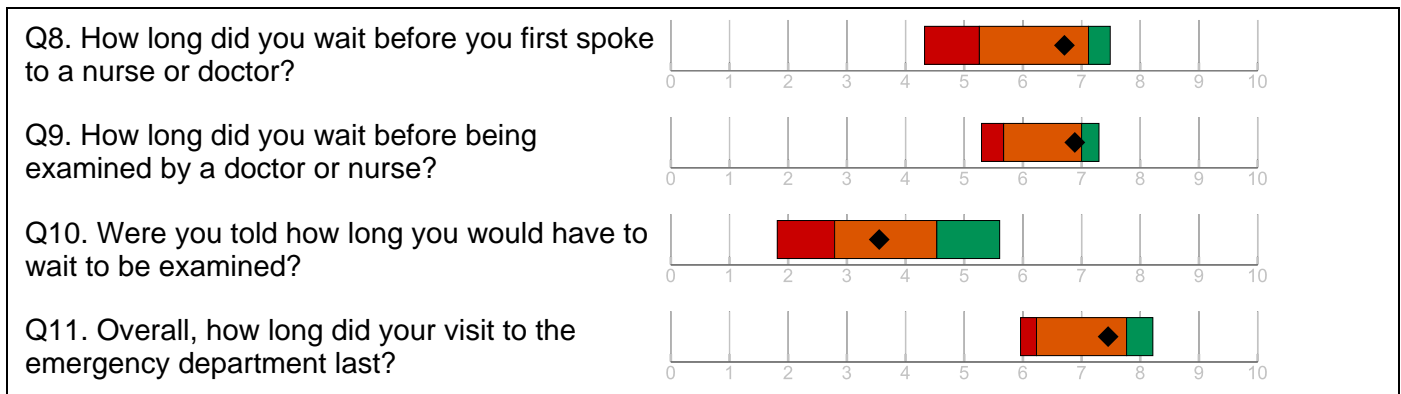 Q8. How long did you wait before you first spoke
to a nurse or doctor?
0 1 2 3 4 5 6 7 8 9 10
Q9. How long did you wait before being
examined by a doctor or nurse?
0 1 2 3 4 5 6 7 8 9 10
Q10. Were you told how long you would have to
wait to be examined?
0 1 2 3 4 5 6 7 8 9 10
Q11. Overall, how long did your visit to the
emergency department last?
0 1 2 3 4 5 6 7 8 9 10